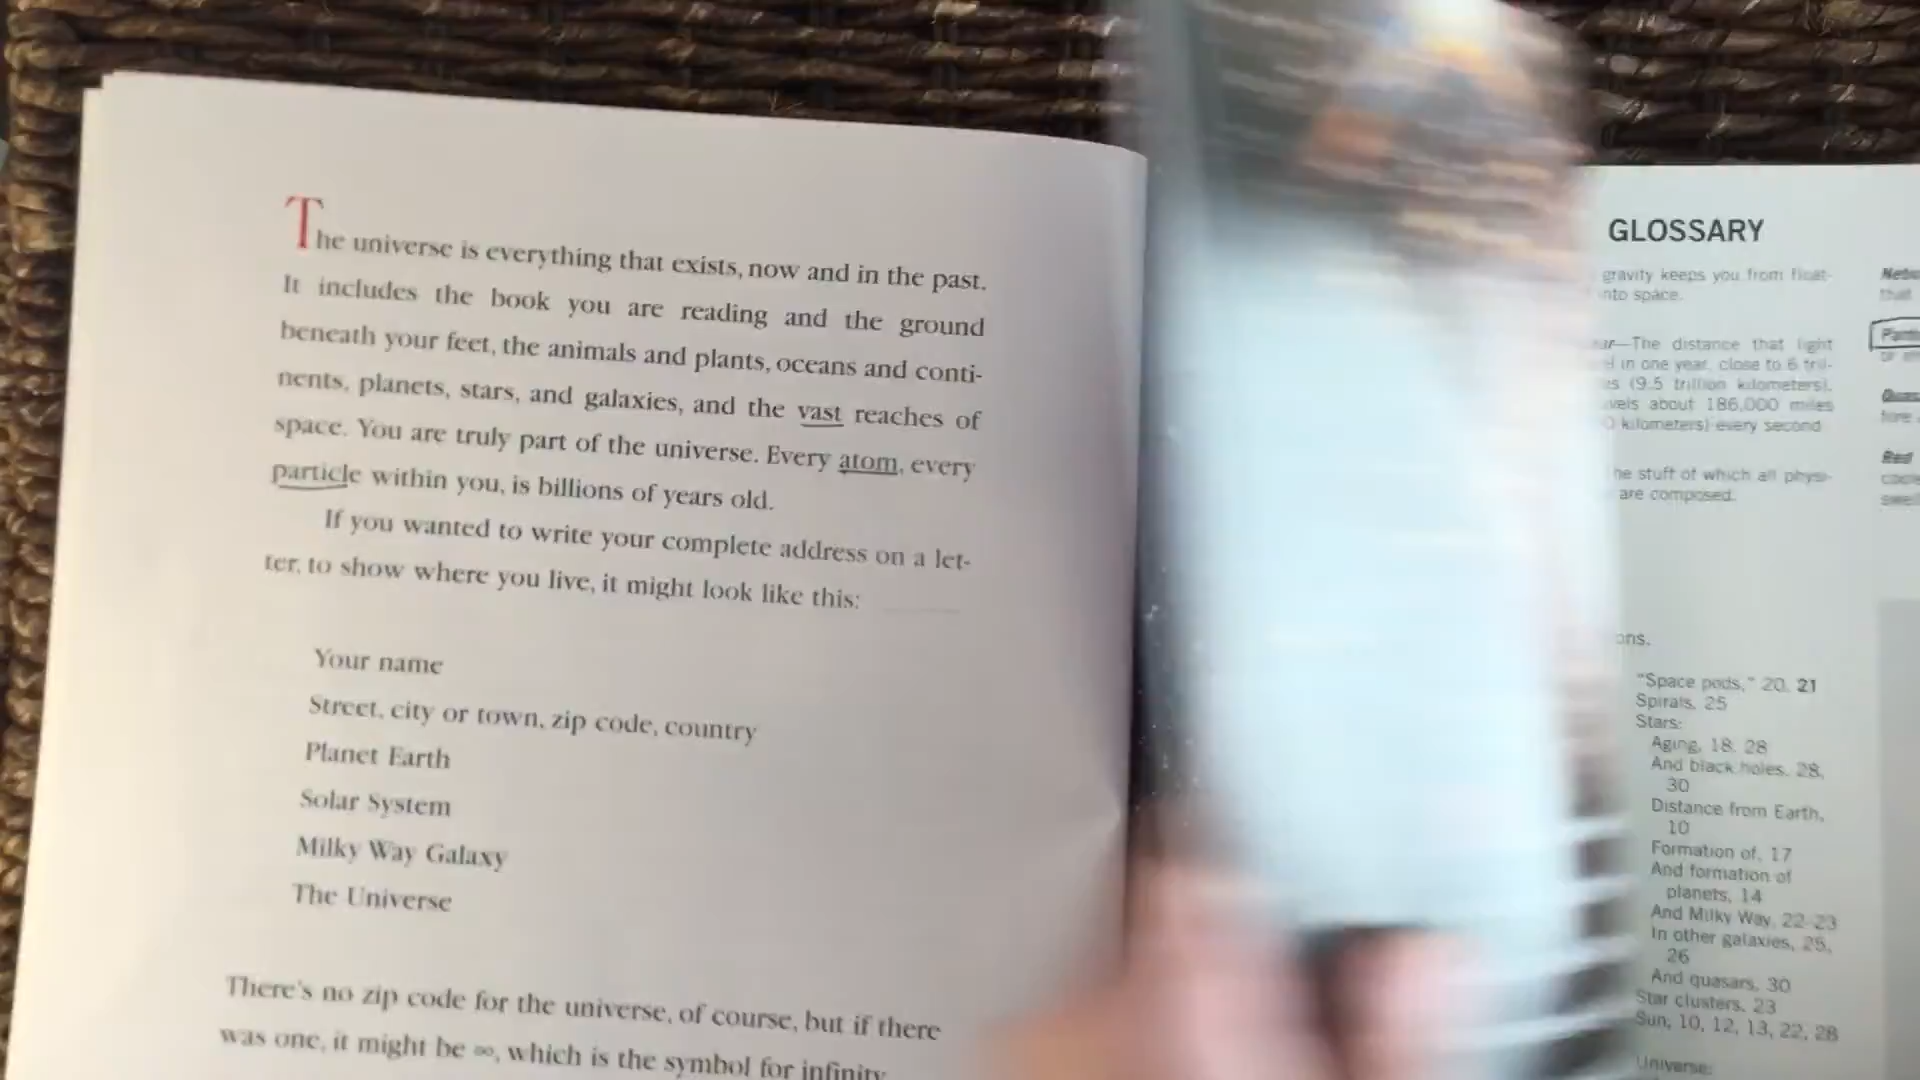 The universe is everything that exists, now and in the past.
It includes the book you are reading and the ground
beneath your feet, the animals and plants, oceans and conti-
nents, planets, stars, and galaxies, and the vast reaches of
space. You are truly part of the universe. Every atom, every
particle within you, is billions of years old.
If you wanted to write your complete address on a let-
ter, to show where you live, it might look like this:
Your name
Street, city or town, zip code, country
Planet Earth
Solar System
Milky Way Galaxy
The Universe
There's no zip code for the universe, of course, but if there
was one, it might be ∞, which is the symbol for infinity
GLOSSARY
gravity keeps you from float-
into space.
—The distance that light
in one year, close to 6 tril-
(9.5 trillion kilometers).
about 186,000 miles
kilometers) every second
stuff of which all physi-
are composed.
"Space pods," 20, 21
Spirals, 25
Stars:
Aging, 18, 28
And black holes, 28,
30
Distance from Earth,
10
Formation of, 17
And formation of
planets, 14
And Milky Way, 22-23
In other galaxies, 25,
26
And quasars, 30
Star clusters, 23
Sun, 10, 12, 13, 22, 28
Universe:
that
Red